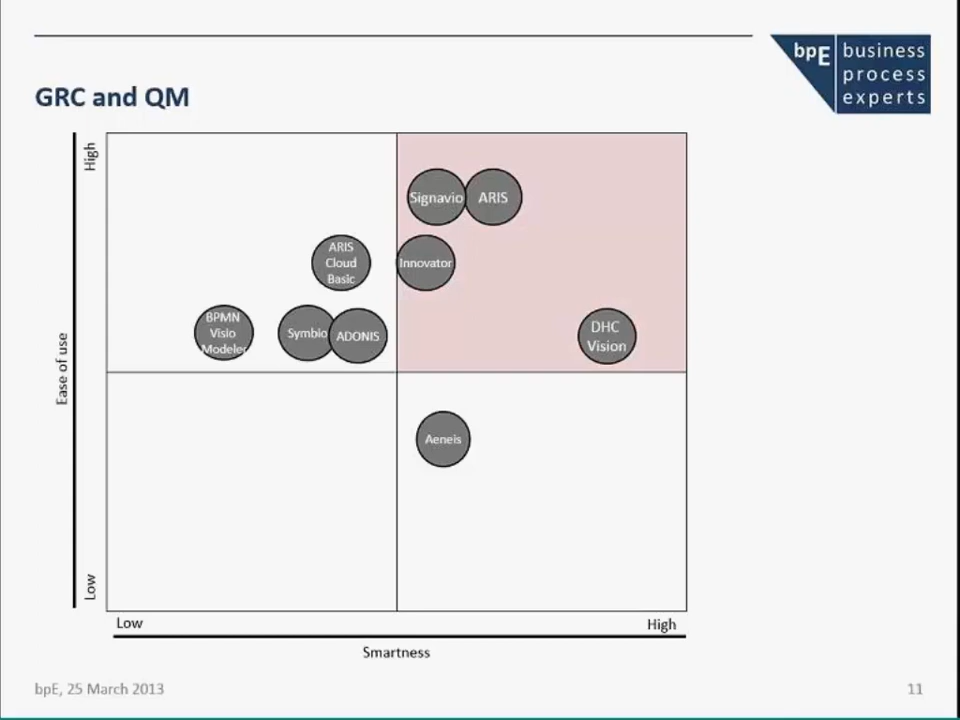 bpE business
process
experts
GRC and QM
High
Signavio
ARIS
ARIS
Cloud
Basic
Innovator
BPMN
Visio
Modeler
Symbio
ADONIS
DHC
Vision
Ease of use
Aeneis
Low
Low
High
Smartness
bpE, 25 March 2013
11